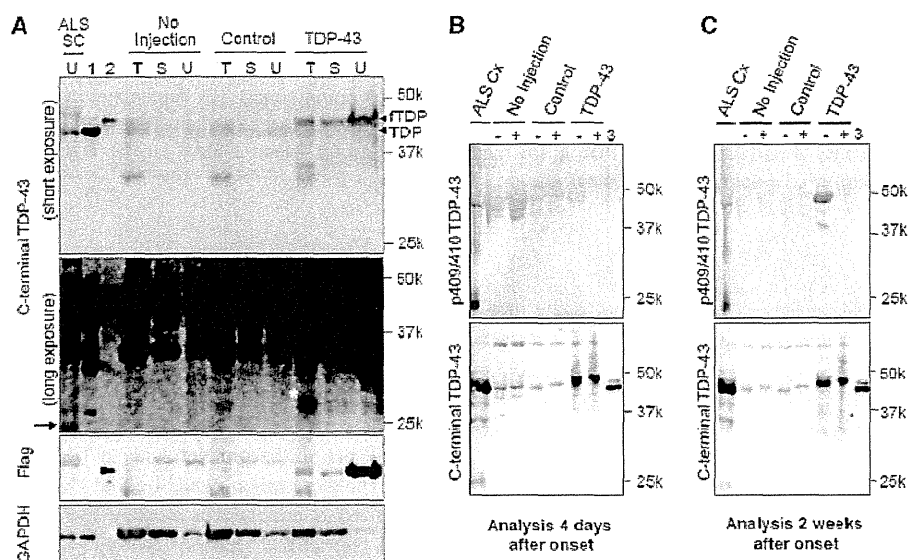 A
ALS SC
No Injection
Control
TDP-43
U 1 2 T S U T S U T S U
C-terminal TDP-43
(short exposure)
50k
fTDP
TDP
37k
25k
(long exposure)
50k
37k
25k
Flag
GAPDH
B
ALS Cx
No Injection
Control
TDP-43
- + - + - + 3
p409/410 TDP-43
50k
37k
25k
C-terminal TDP-43
50k
37k
25k
Analysis 4 days
after onset
C
ALS Cx
No Injection
Control
TDP-43
- + - + - + 3
p409/410 TDP-43
50k
37k
25k
C-terminal TDP-43
50k
37k
25k
Analysis 2 weeks
after onset